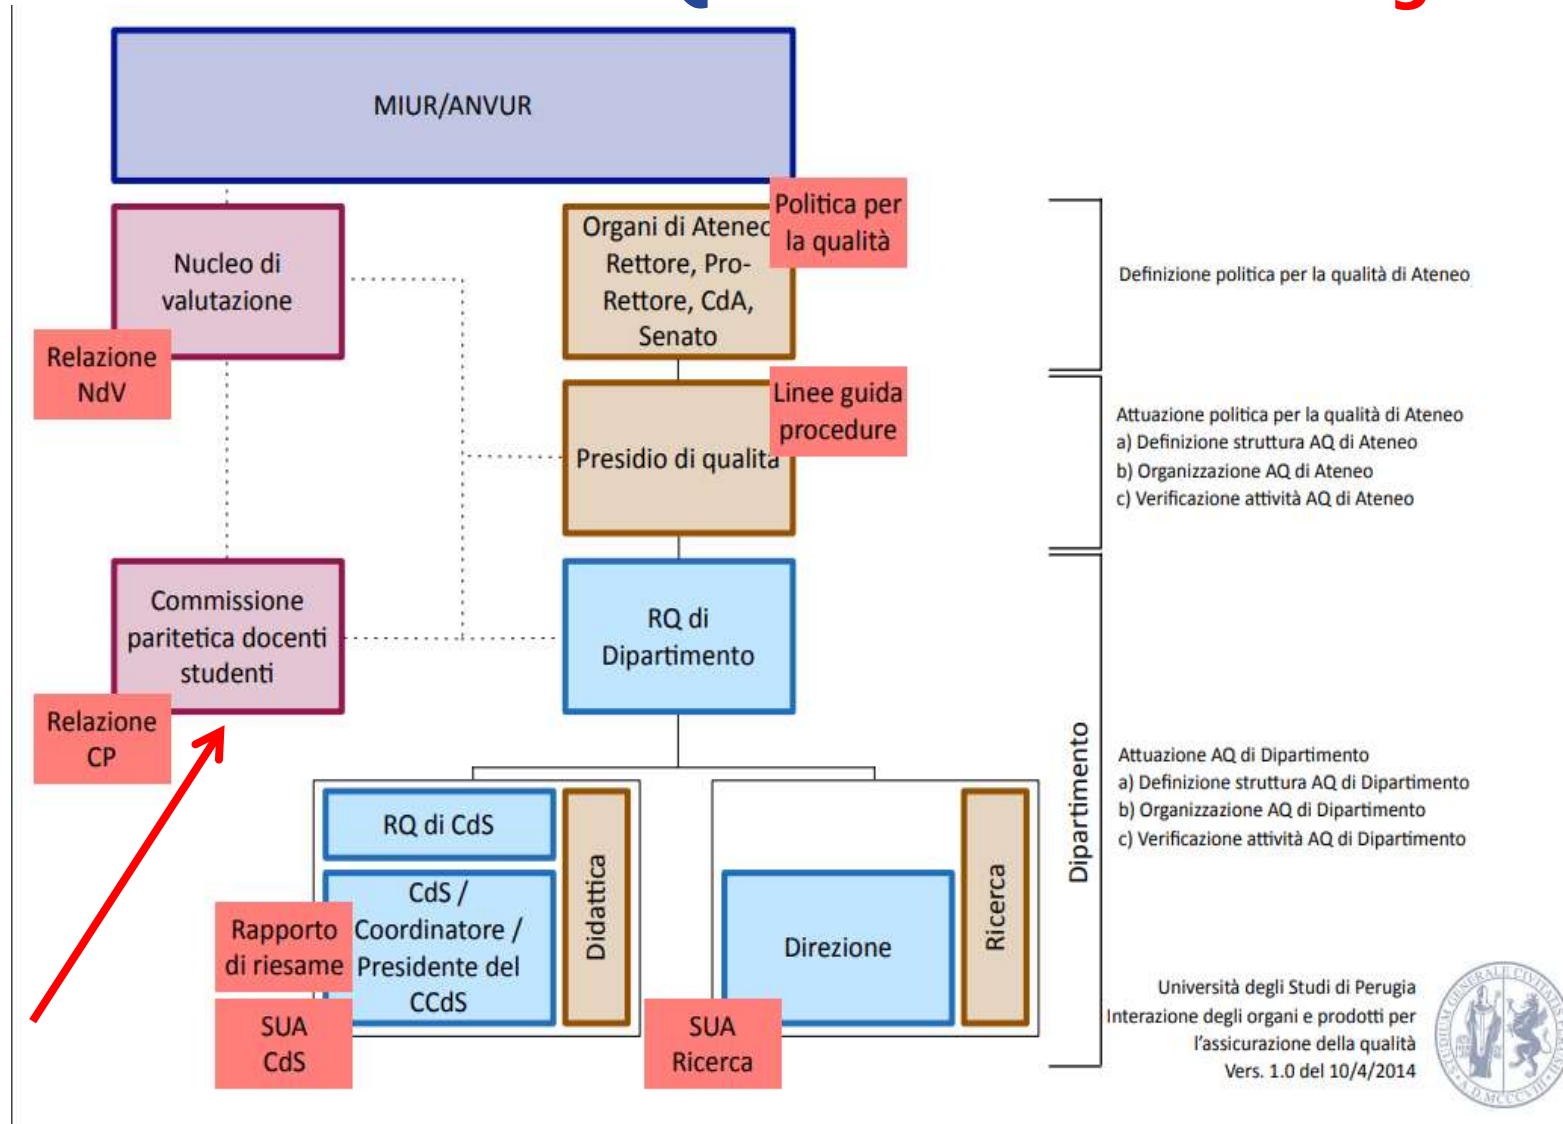 MIUR/ANVUR
Politica per
la qualità
Organi di Ateneo
Rettore, Pro-
Rettore, CdA,
Senato
Nucleo di
valutazione
Relazione
NdV
Definizione politica per la qualità di Ateneo
Linee guida
procedure
Presidio di qualità
Attuazione politica per la qualità di Ateneo
a) Definizione struttura AQ di Ateneo
b) Organizzazione AQ di Ateneo
c) Verificazione attività AQ di Ateneo
Commissione
paritetica docenti
studenti
Relazione
CP
RQ di
Dipartimento
RQ di CdS
CdS /
Coordinatore /
Presidente del
CCdS
Didattica
Rapporto
di riesame
SUA
CdS
Direzione
Ricerca
SUA
Ricerca
Dipartimento
Attuazione AQ di Dipartimento
a) Definizione struttura AQ di Dipartimento
b) Organizzazione AQ di Dipartimento
c) Verificazione attività AQ di Dipartimento
Università degli Studi di Perugia
Interazione degli organi e prodotti per
l'assicurazione della qualità
Vers. 1.0 del 10/4/2014